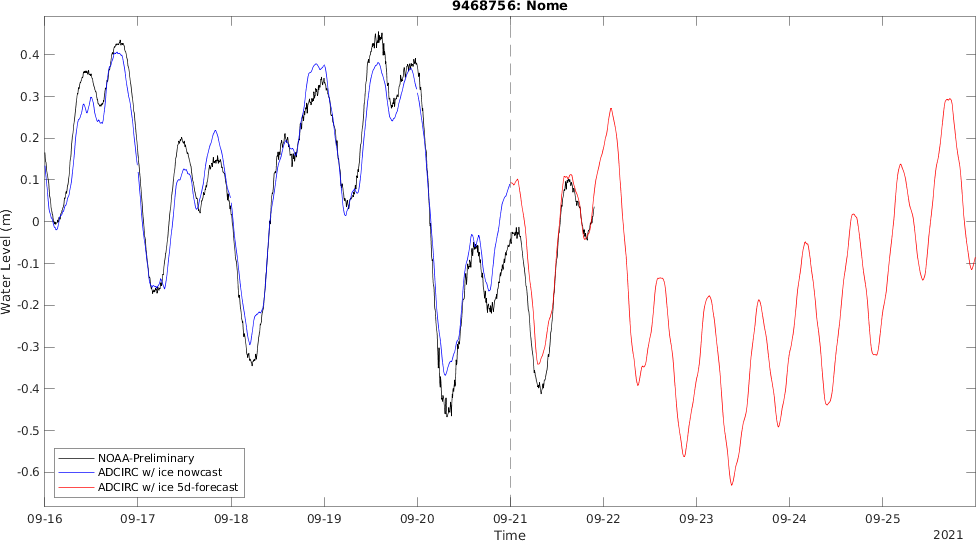 9468756: Nome
0.4
0.3
0.2
0.1
0
-0.1
-0.2
-0.3
-0.4
-0.5
-0.6
Water Level (m)
NOAA-Preliminary
ADCIRC w/ ice nowcast
ADCIRC w/ ice 5d-forecast
09-16 09-17 09-18 09-19 09-20 09-21 09-22 09-23 09-24 09-25
Time
2021